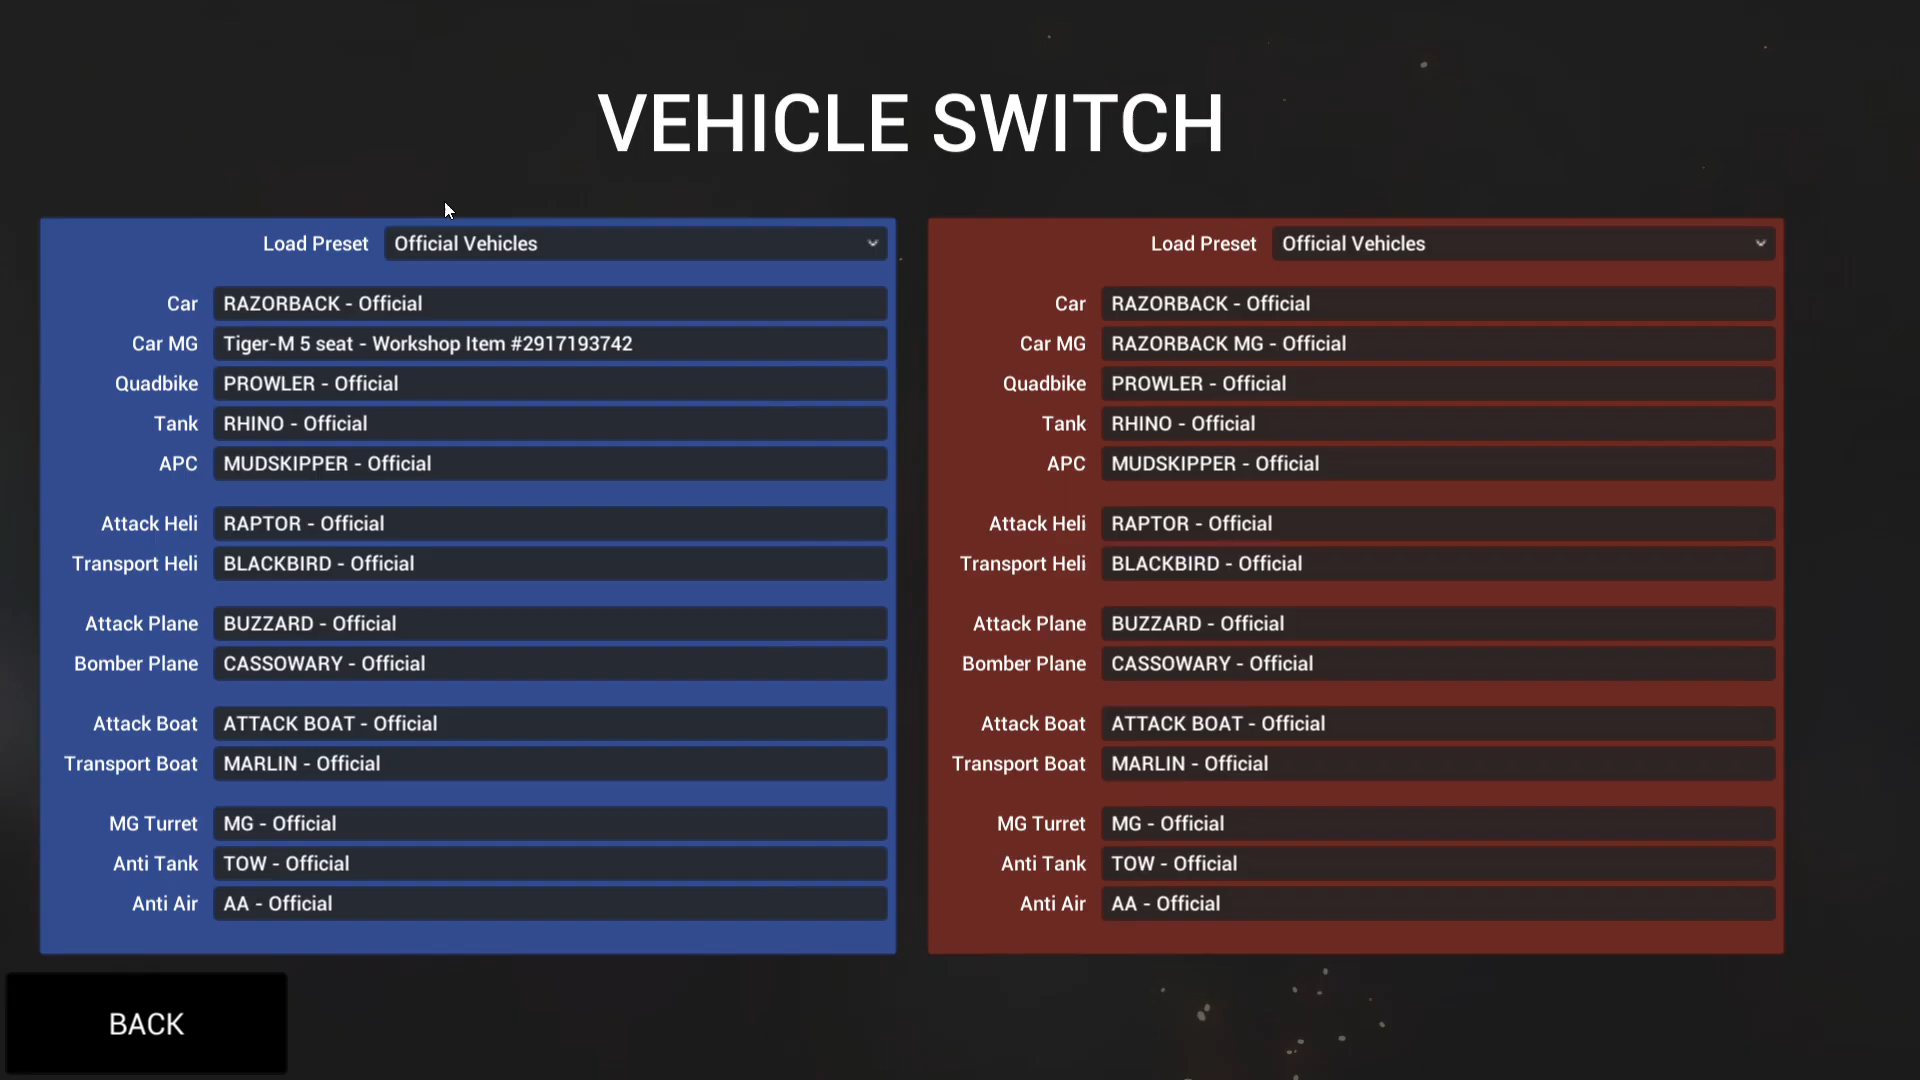 VEHICLE SWITCH
Load Preset Official Vehicles
Car RAZORBACK - Official
Car MG Tiger-M 5 seat - Workshop Item #2917193742
Quadbike PROWLER - Official
Tank RHINO - Official
APC MUDSKIPPER - Official
Attack Heli RAPTOR - Official
Transport Heli BLACKBIRD - Official
Attack Plane BUZZARD - Official
Bomber Plane CASSOWARY - Official
Attack Boat ATTACK BOAT - Official
Transport Boat MARLIN - Official
MG Turret MG - Official
Anti Tank TOW - Official
Anti Air AA - Official
Load Preset Official Vehicles
Car RAZORBACK - Official
Car MG RAZORBACK MG - Official
Quadbike PROWLER - Official
Tank RHINO - Official
APC MUDSKIPPER - Official
Attack Heli RAPTOR - Official
Transport Heli BLACKBIRD - Official
Attack Plane BUZZARD - Official
Bomber Plane CASSOWARY - Official
Attack Boat ATTACK BOAT - Official
Transport Boat MARLIN - Official
MG Turret MG - Official
Anti Tank TOW - Official
Anti Air AA - Official
BACK